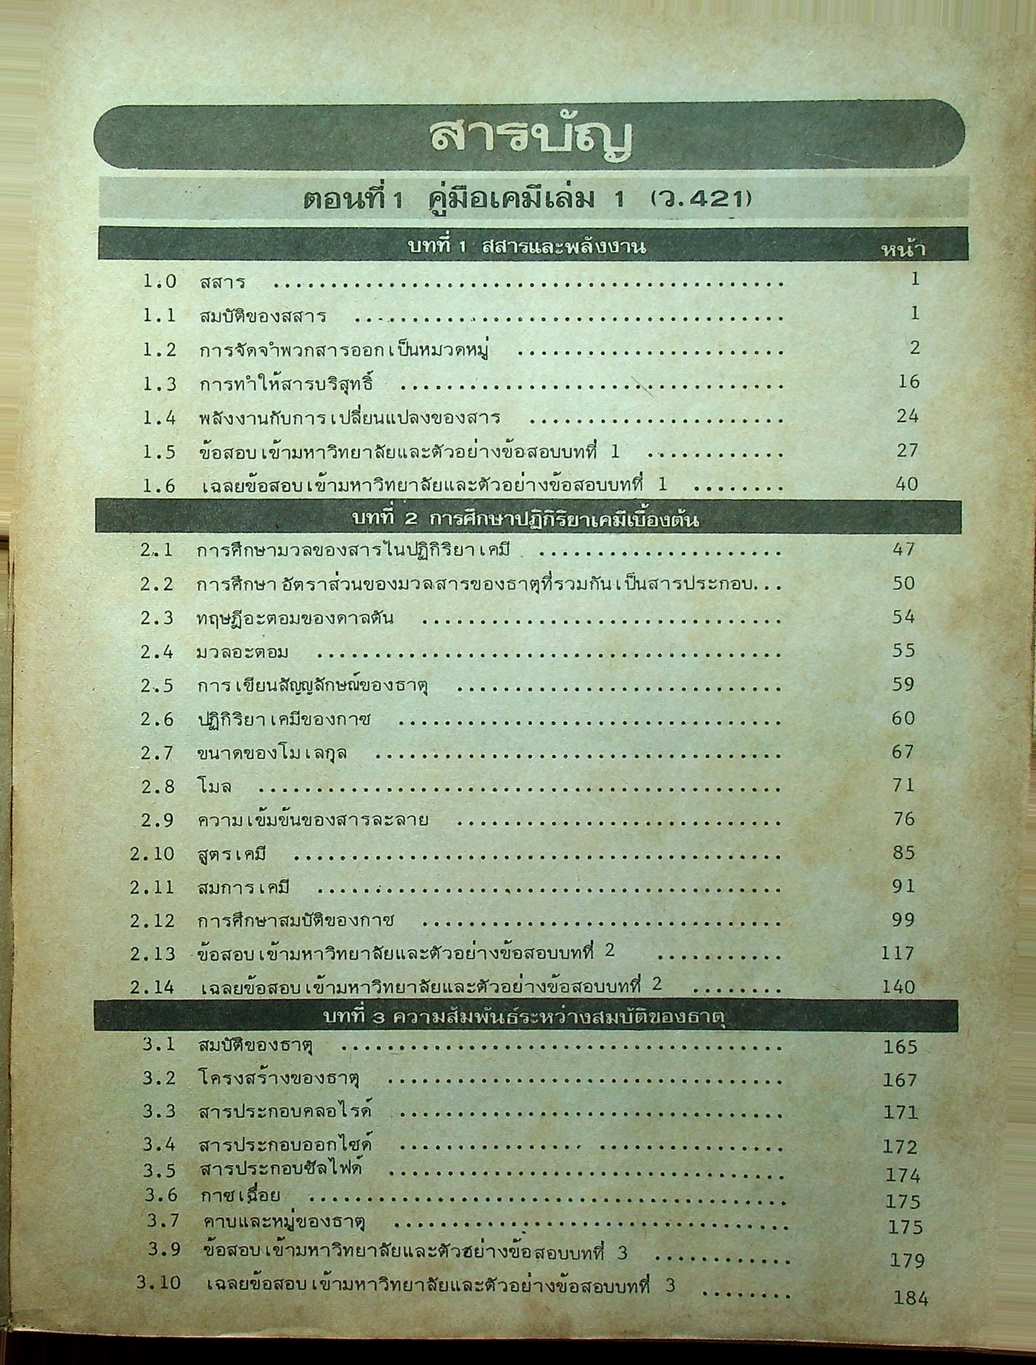 สารบัญ
ตอนที่ 1 คู่มือเคมีเล่ม 1 (ว.421)
บทที่ 1 สสารและพลังงาน หน้า
1.0 สสาร ............................................. 1
1.1 สมบัติของสสาร ...................................... 1
1.2 การจัดจำพวกสารออกเป็นหมวดหมู่ ........................ 2
1.3 การทำให้สารบริสุทธิ์ .................................. 16
1.4 พลังงานกับการเปลี่ยนแปลงของสาร ....................... 24
1.5 ข้อสอบเข้ามหาวิทยาลัยและตัวอย่างข้อสอบบทที่ 1 ............ 27
1.6 เฉลยข้อสอบเข้ามหาวิทยาลัยและตัวอย่างข้อสอบบทที่ 1 ........ 40
บทที่ 2 การศึกษาปฏิกิริยาเคมีเบื้องต้น
2.1 การศึกษามวลของสารในปฏิกิริยาเคมี ...................... 47
2.2 การศึกษาอัตราส่วนของมวลสารของธาตุที่รวมกันเป็นสารประกอบ... 50
2.3 ทฤษฎีอะตอมของดาลตัน ................................ 54
2.4 มวลอะตอม ......................................... 55
2.5 การเขียนสัญญลักษณ์ของธาตุ ............................. 59
2.6 ปฏิกิริยาเคมีของกาซ .................................. 60
2.7 ขนาดของโมเลกุล .................................... 67
2.8 โมล .............................................. 71
2.9 ความเข้มข้นของสารละลาย ............................. 76
2.10 สูตรเคมี ........................................... 85
2.11 สมการเคมี ......................................... 91
2.12 การศึกษาสมบัติของกาซ ................................ 99
2.13 ข้อสอบเข้ามหาวิทยาลัยและตัวอย่างข้อสอบบทที่ 2 ........... 117
2.14 เฉลยข้อสอบเข้ามหาวิทยาลัยและตัวอย่างข้อสอบบทที่ 2 ........ 140
บทที่ 3 ความสัมพันธ์ระหว่างสมบัติของธาตุ
3.1 สมบัติของธาตุ ....................................... 165
3.2 โครงสร้างของธาตุ ................................... 167
3.3 สารประกอบคลอไรด์ .................................. 171
3.4 สารประกอบออกไซด์ .................................. 172
3.5 สารประกอบซัลไฟด์ ................................... 174
3.6 กาซเฉื่อย .......................................... 175
3.7 คาบและหมู่ของธาตุ ................................... 175
3.9 ข้อสอบเข้ามหาวิทยาลัยและตัวอย่างข้อสอบบทที่ 3 ............ 179
3.10 เฉลยข้อสอบเข้ามหาวิทยาลัยและตัวอย่างข้อสอบบทที่ 3 ........ 184